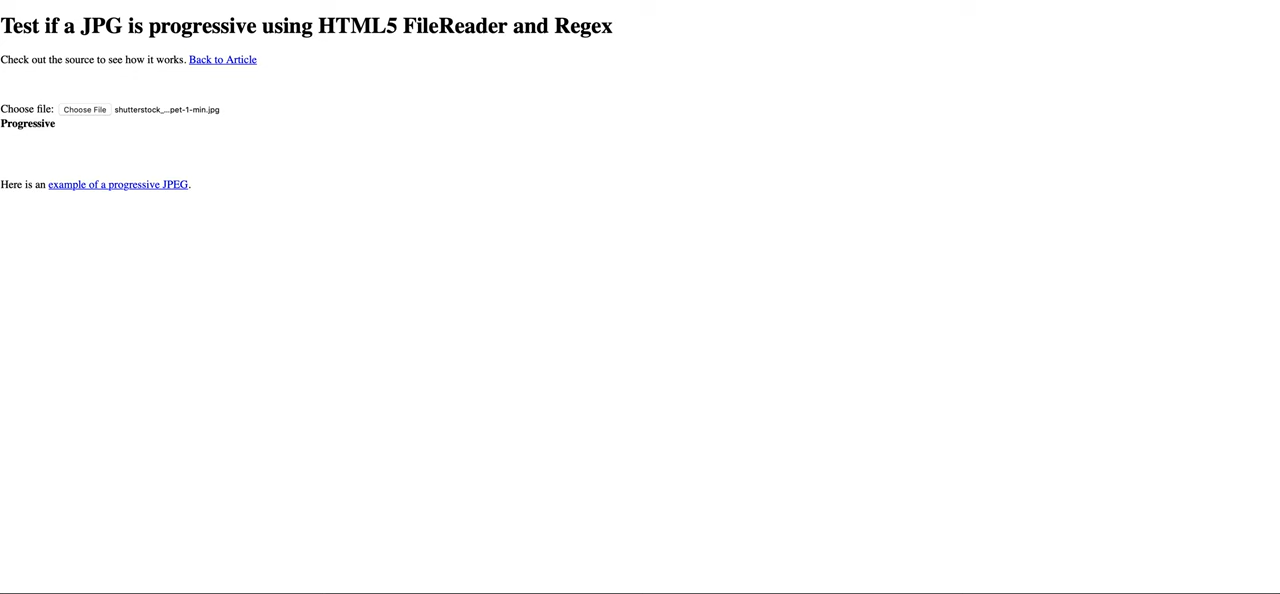 Test if a JPG is progressive using HTML5 FileReader and Regex
Check out the source to see how it works. Back to Article
Choose file: Choose File shutterstock_...pet-1-min.jpg
Progressive
Here is an example of a progressive JPEG.